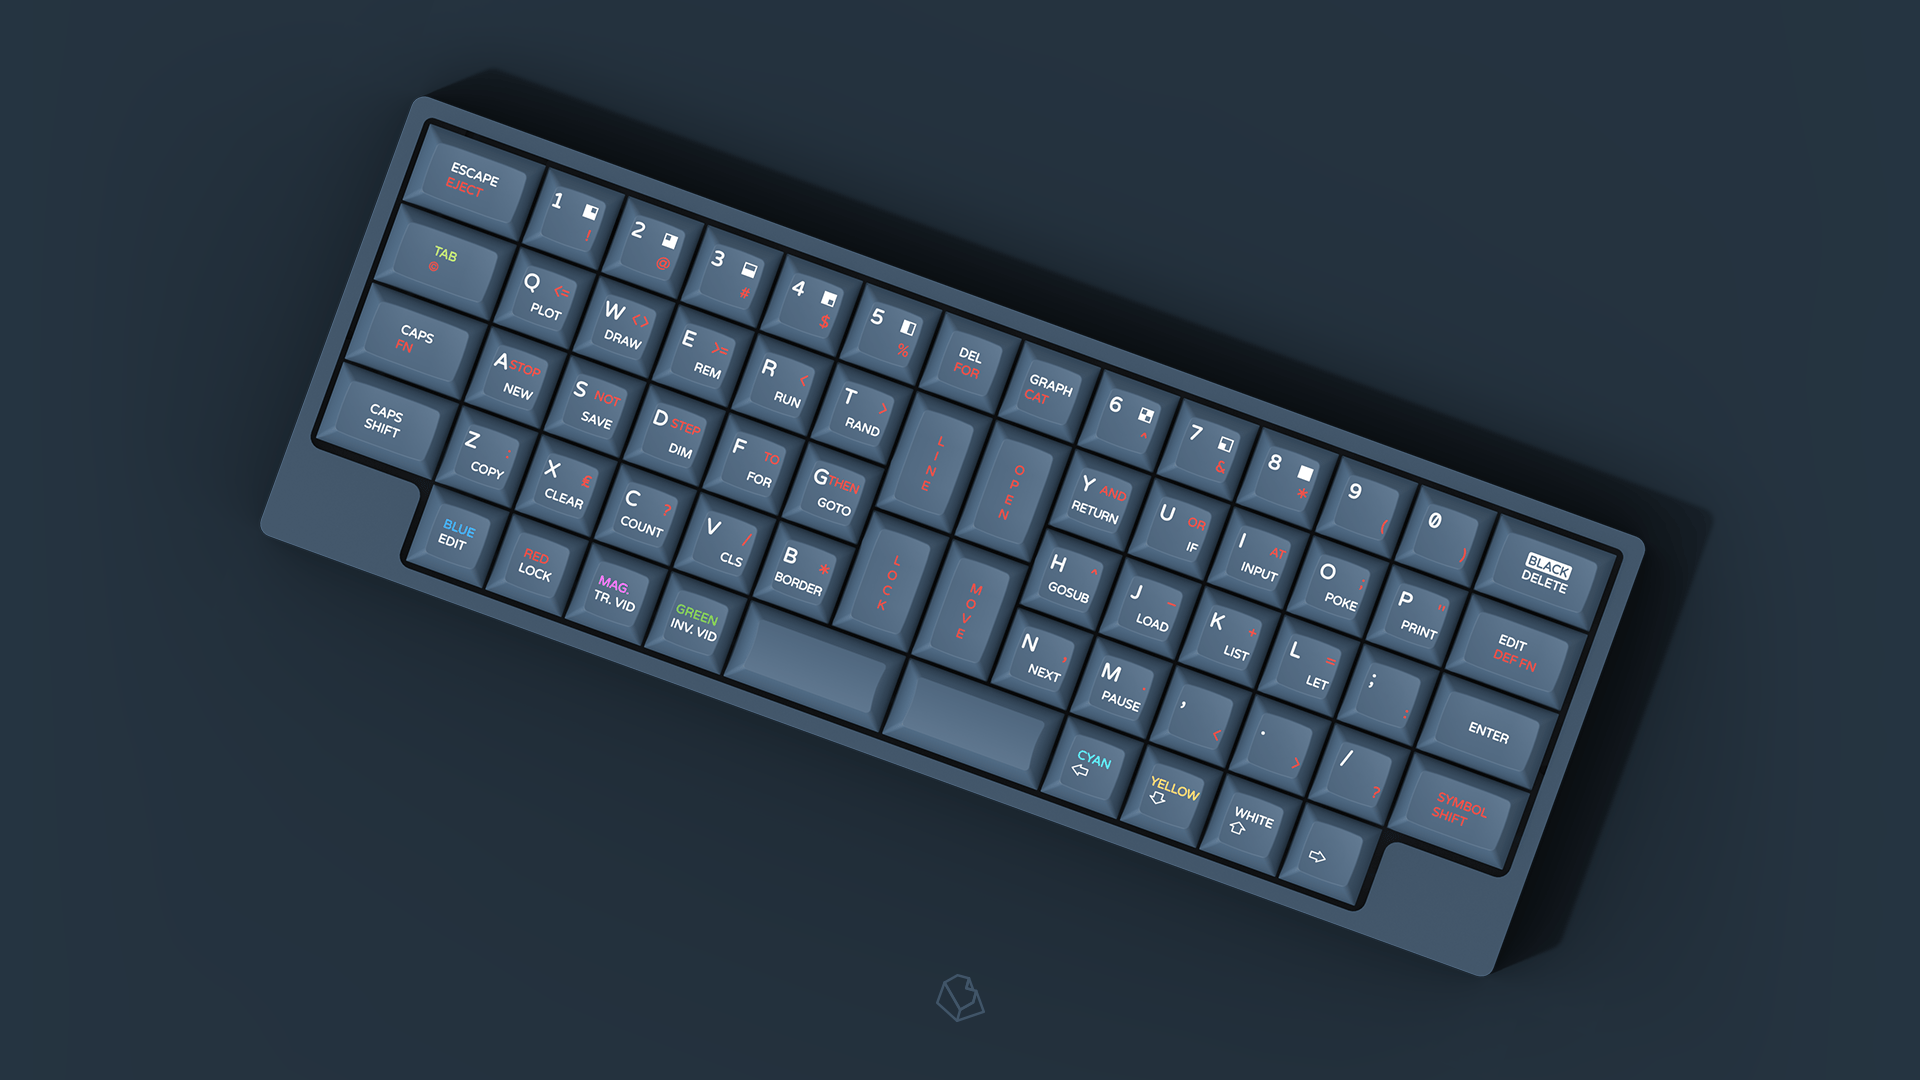 ESCAPE
EJECT
1 !
2 @
3 #
4 $
5 %
DEL
FOR
GRAPH
CAT
6 ^
7 &
8 *
9 (
0 )
BLACK
DELETE
TAB
©
Q <=
PLOT
W <>
DRAW
E >=
REM
R <
RUN
T >
RAND
LINE
OPEN
Y AND
RETURN
U OR
IF
I AT
INPUT
O ;
POKE
P "
PRINT
EDIT
DEF FN
CAPS
FN
A STOP
NEW
S NOT
SAVE
D STEP
DIM
F TO
FOR
G THEN
GOTO
H ^
GOSUB
J -
LOAD
K +
LIST
L =
LET
; :
ENTER
CAPS
SHIFT
Z :
COPY
X £
CLEAR
C ?
COUNT
V /
CLS
B *
BORDER
LOCK
MOVE
N ,
NEXT
M .
PAUSE
, <
. >
/ ?
SYMBOL
SHIFT
BLUE
EDIT
RED
LOCK
MAG.
TR. VID
GREEN
INV. VID
CYAN
⇦
YELLOW
⇩
WHITE
⇧
⇨